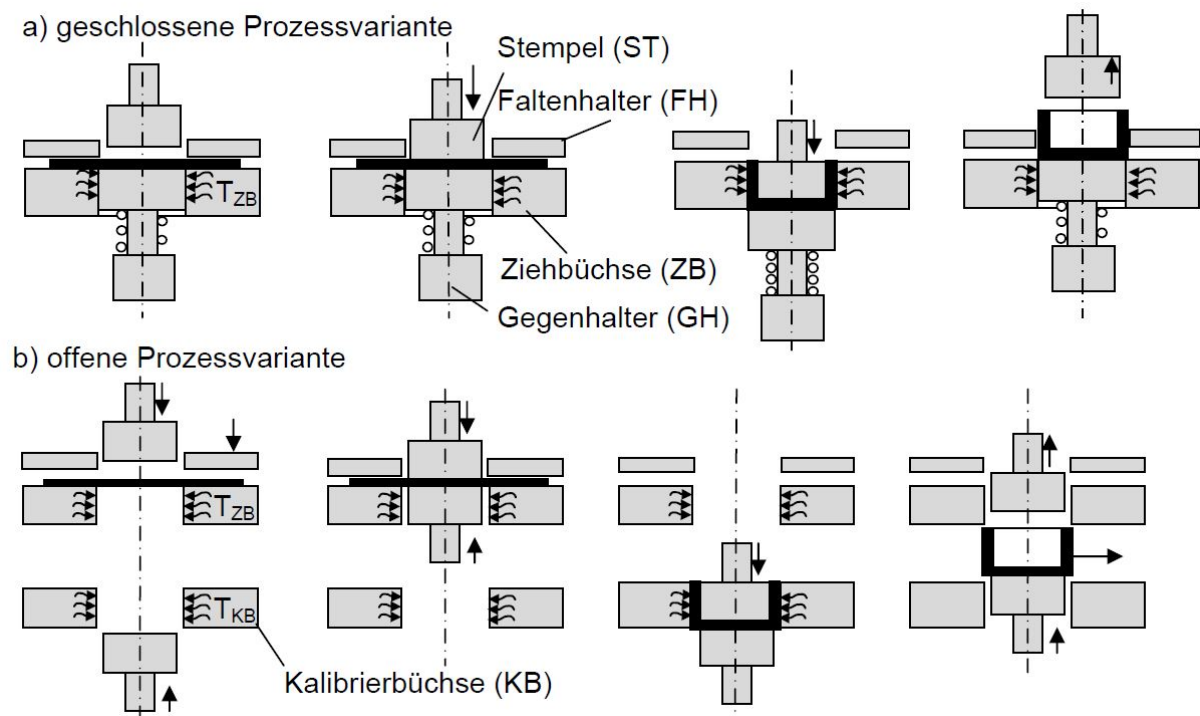 a) geschlossene Prozessvariante
Stempel (ST)
Faltenhalter (FH)
T_ZB
Ziehbüchse (ZB)
Gegenhalter (GH)
b) offene Prozessvariante
T_ZB
T_KB
Kalibrierbüchse (KB)